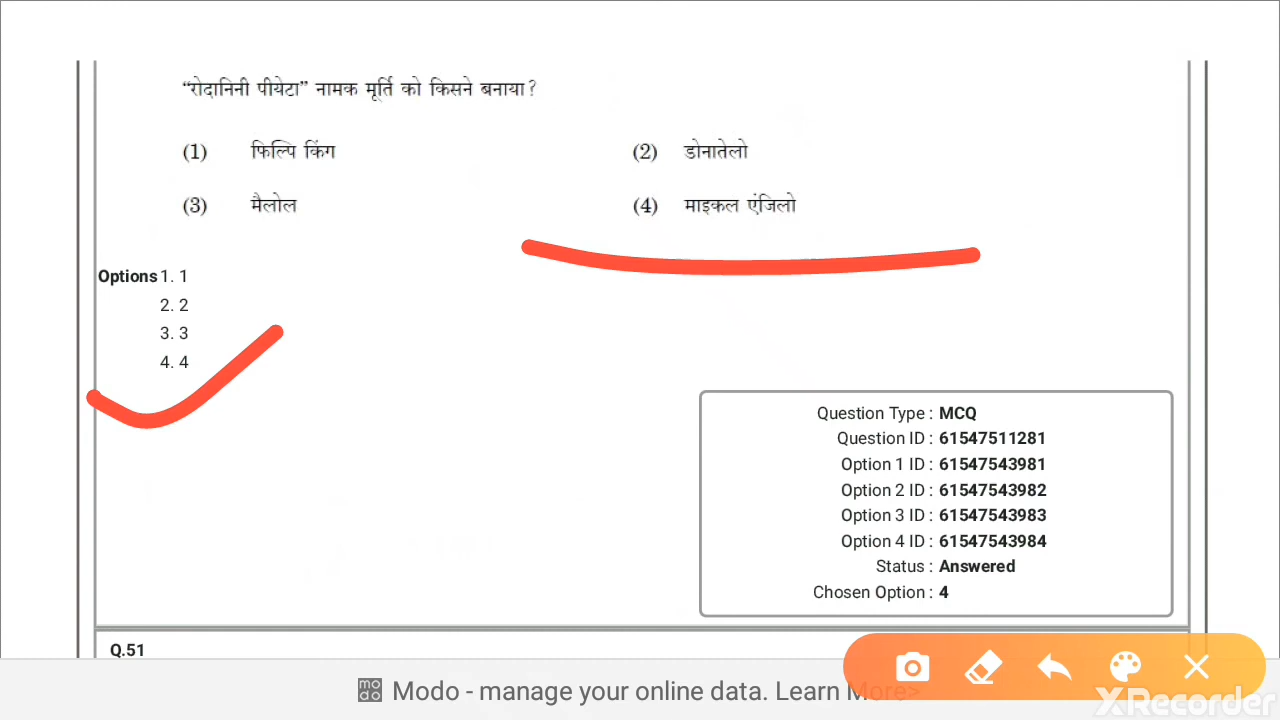 “रोदानिनी पीयेटा” नामक मूर्ति को किसने बनाया?
(1) फिल्पि किंग (2) डोनातेलो
(3) मैलोल (4) माइकल एंजिलो
Options 1. 1
2. 2
3. 3
4. 4
Question Type : MCQ
Question ID : 61547511281
Option 1 ID : 61547543981
Option 2 ID : 61547543982
Option 3 ID : 61547543983
Option 4 ID : 61547543984
Status : Answered
Chosen Option : 4
Q.51
modo Modo - manage your online data. Learn More>
XRecorder